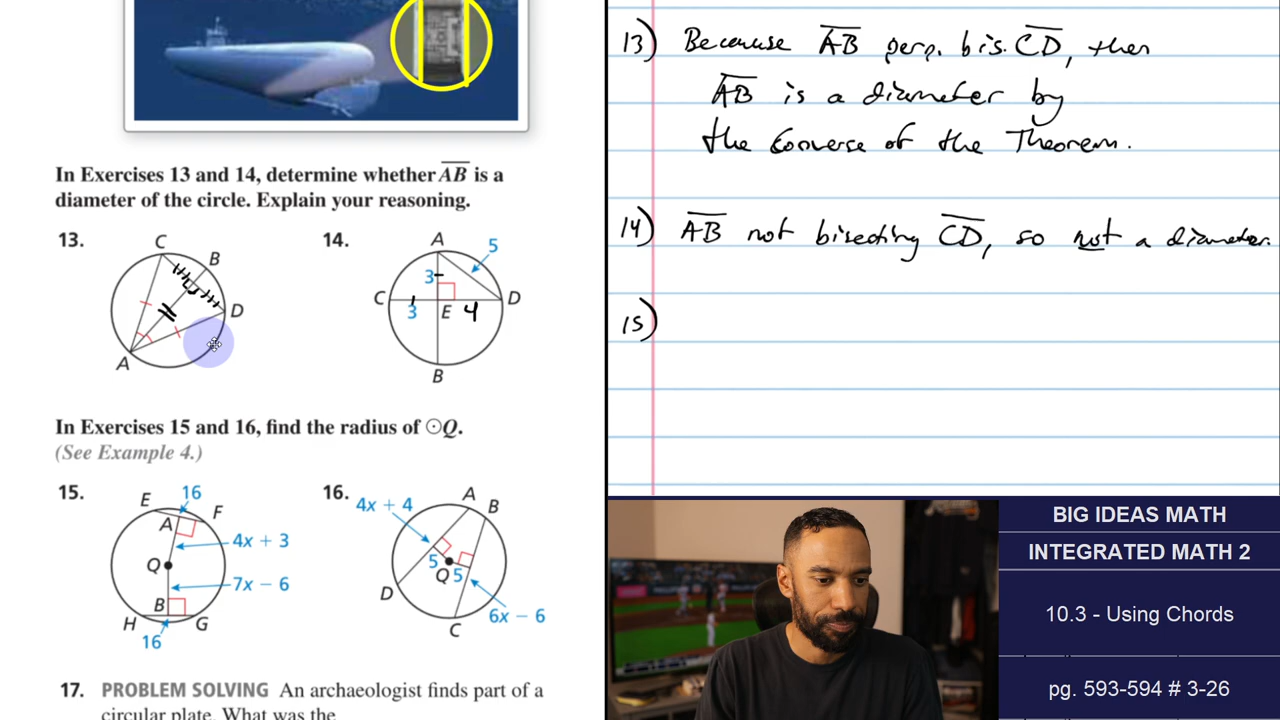 In Exercises 13 and 14, determine whether AB is a
diameter of the circle. Explain your reasoning.
13.
C
B
D
A
14.
A
5
3
C
D
3
E
4
B
In Exercises 15 and 16, find the radius of ⊙Q.
(See Example 4.)
15.
E
16
F
A
4x + 3
Q
7x − 6
B
H
G
16
16.
4x + 4
A
B
5
Q
5
D
C
6x − 6
17. PROBLEM SOLVING An archaeologist finds part of a
circular plate. What was the
13) Because AB perp. bis. CD, then
AB is a diameter by
the Converse of the Theorem.
14) AB not bisecting CD, so not a diameter.
15)
BIG IDEAS MATH
INTEGRATED MATH 2
10.3 - Using Chords
pg. 593-594 # 3-26